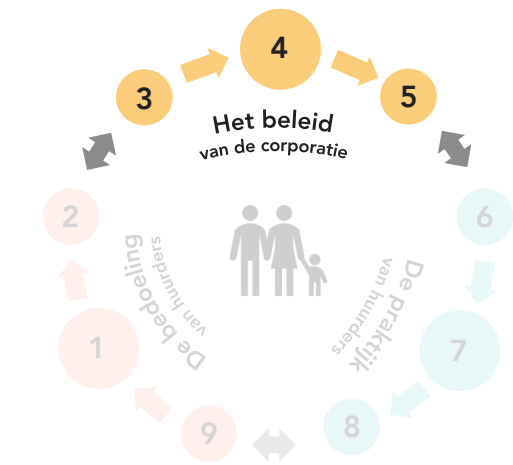 4
3
5
Het beleid
van de corporatie
2
6
De bedoeling
van huurders
De praktijk
van huurders
1
7
9
8